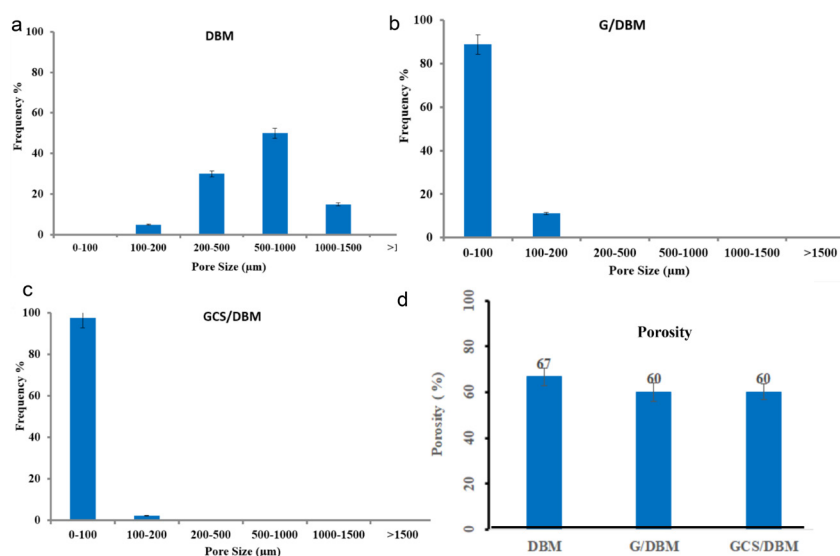 a
DBM
Frequency %
100
80
60
40
20
0
0-100 100-200 200-500 500-1000 1000-1500 >1
Pore Size (µm)
b
G/DBM
Frequency %
100
80
60
40
20
0
0-100 100-200 200-500 500-1000 1000-1500 >1500
Pore Size (µm)
c
GCS/DBM
Frequency %
100
80
60
40
20
0
0-100 100-200 200-500 500-1000 1000-1500 >1500
Pore Size (µm)
d
Porosity
Porosity ( %)
100
80
60
40
20
0
67 60 60
DBM G/DBM GCS/DBM